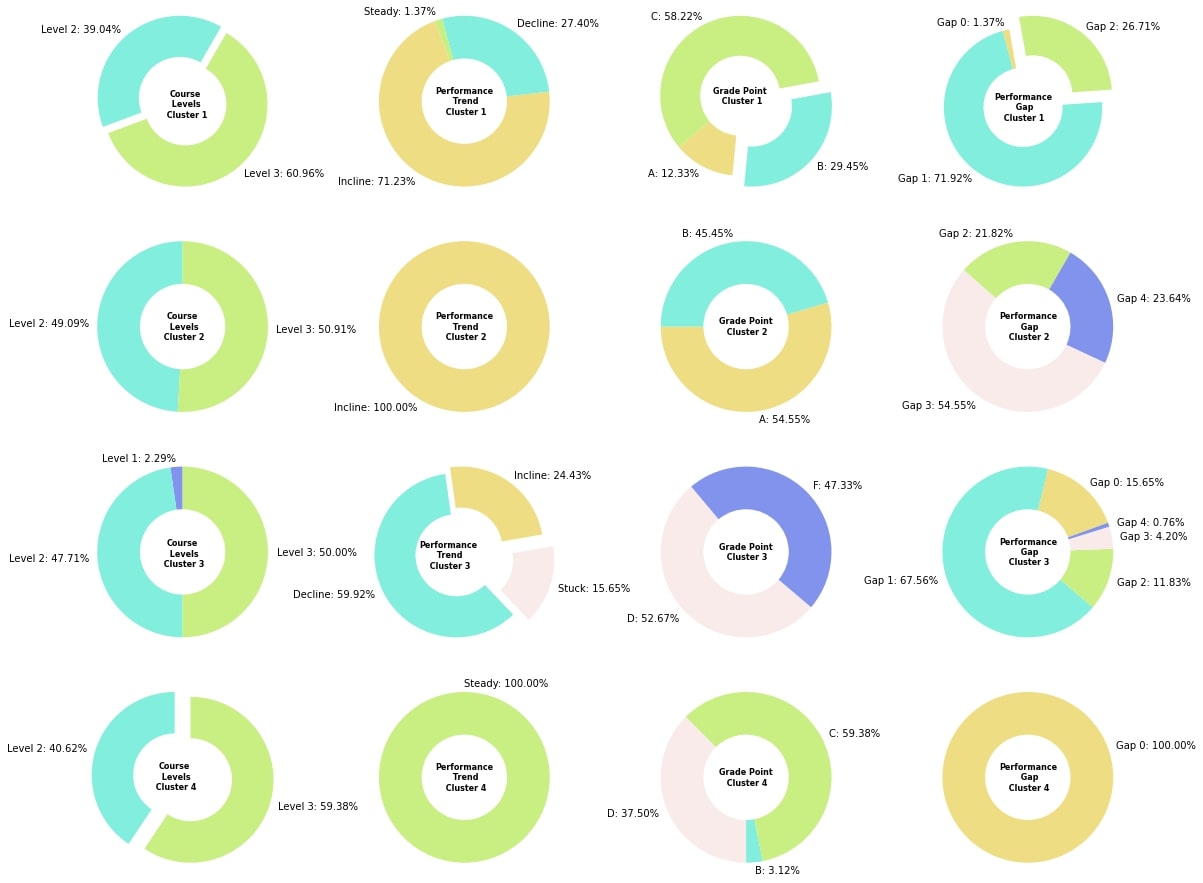 Level 2: 39.04%
Course
Levels
Cluster 1
Level 3: 60.96%
Steady: 1.37%
Decline: 27.40%
Performance
Trend
Cluster 1
Incline: 71.23%
C: 58.22%
Grade Point
Cluster 1
A: 12.33%
B: 29.45%
Gap 0: 1.37%
Gap 2: 26.71%
Performance
Gap
Cluster 1
Gap 1: 71.92%
Level 2: 49.09%
Course
Levels
Cluster 2
Level 3: 50.91%
Performance
Trend
Cluster 2
Incline: 100.00%
B: 45.45%
Grade Point
Cluster 2
A: 54.55%
Gap 2: 21.82%
Gap 4: 23.64%
Performance
Gap
Cluster 2
Gap 3: 54.55%
Level 1: 2.29%
Course
Levels
Cluster 3
Level 2: 47.71%
Level 3: 50.00%
Incline: 24.43%
Performance
Trend
Cluster 3
Decline: 59.92%
Stuck: 15.65%
F: 47.33%
Grade Point
Cluster 3
D: 52.67%
Gap 0: 15.65%
Gap 4: 0.76%
Gap 3: 4.20%
Performance
Gap
Cluster 3
Gap 1: 67.56%
Gap 2: 11.83%
Level 2: 40.62%
Course
Levels
Cluster 4
Level 3: 59.38%
Steady: 100.00%
Performance
Trend
Cluster 4
C: 59.38%
Grade Point
Cluster 4
D: 37.50%
B: 3.12%
Gap 0: 100.00%
Performance
Gap
Cluster 4